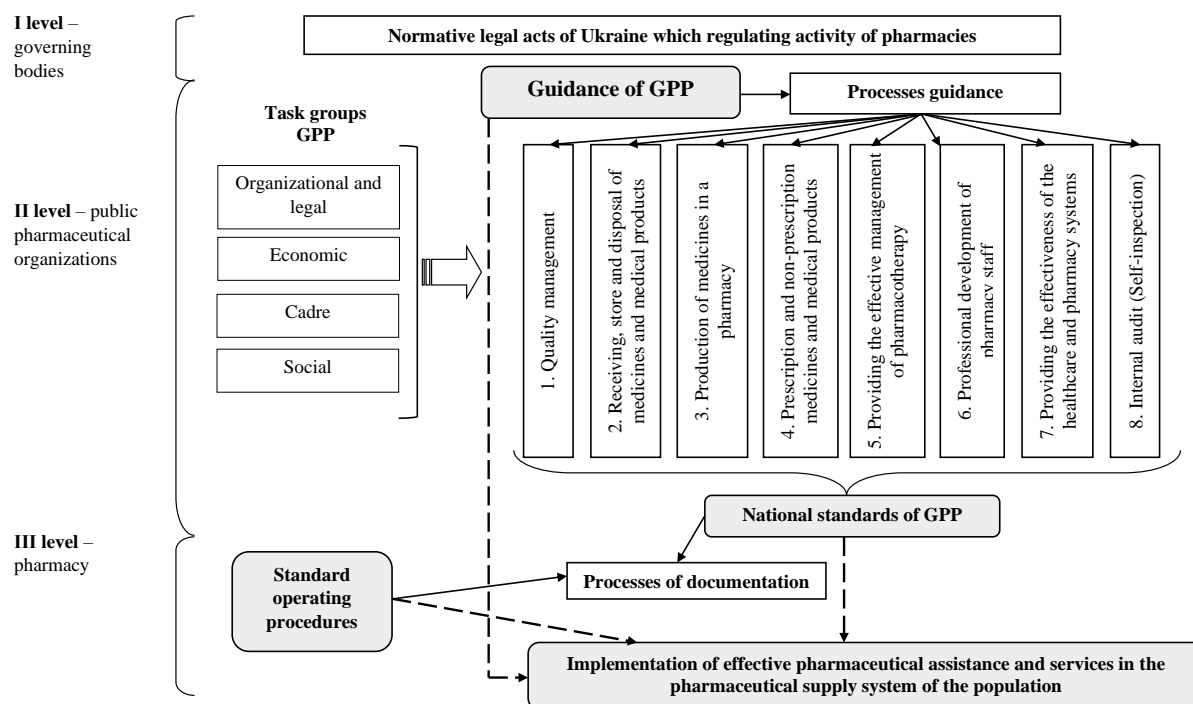 I level –
governing
bodies
Normative legal acts of Ukraine which regulating activity of pharmacies
Guidance of GPP
Processes guidance
Task groups
GPP
Organizational and
legal
Economic
Cadre
Social
II level – public
pharmaceutical
organizations
1. Quality management
2. Receiving, store and disposal of
medicines and medical products
3. Production of medicines in a
pharmacy
4. Prescription and non-prescription
medicines and medical products
5. Providing the effective management
of pharmacotherapy
6. Professional development of
pharmacy staff
7. Providing the effectiveness of the
healthcare and pharmacy systems
8. Internal audit (Self-inspection)
National standards of GPP
III level –
pharmacy
Standard
operating
procedures
Processes of documentation
Implementation of effective pharmaceutical assistance and services in the
pharmaceutical supply system of the population